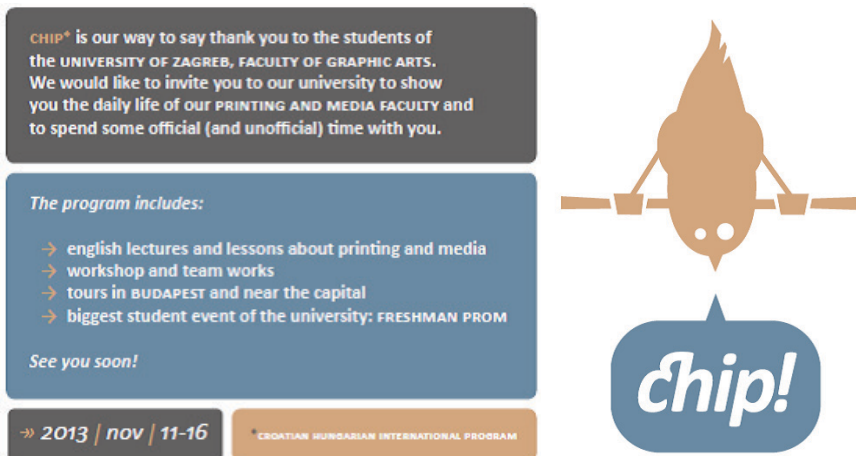 CHIP* is our way to say thank you to the students of
the UNIVERSITY OF ZAGREB, FACULTY OF GRAPHIC ARTS.
We would like to invite you to our university to show
you the daily life of our PRINTING AND MEDIA FACULTY and
to spend some official (and unofficial) time with you.
The program includes:
→ english lectures and lessons about printing and media
→ workshop and team works
→ tours in BUDAPEST and near the capital
→ biggest student event of the university: FRESHMAN PROM
See you soon!
chip!
↠ 2013 | nov | 11-16
*CROATIAN HUNGARIAN INTERNATIONAL PROGRAM